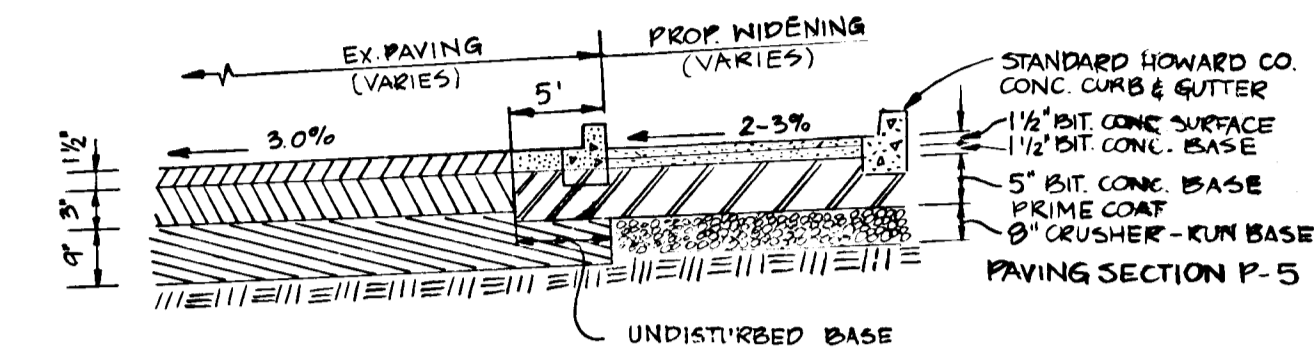 EX. PAVING
(VARIES)
PROP. WIDENING
(VARIES)
5'
3.0%
2-3%
1½"
3"
9"
STANDARD HOWARD CO.
CONC. CURB & GUTTER
1½" BIT. CONC. SURFACE
1½" BIT. CONC. BASE
5" BIT. CONC. BASE
PRIME COAT
8" CRUSHER-RUN BASE
PAVING SECTION P-5
UNDISTURBED BASE